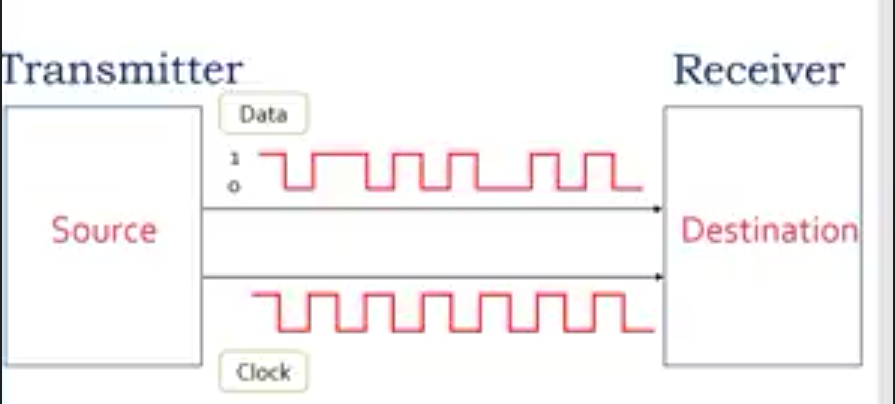 Transmitter
Receiver
Data
1
0
Source
Destination
Clock